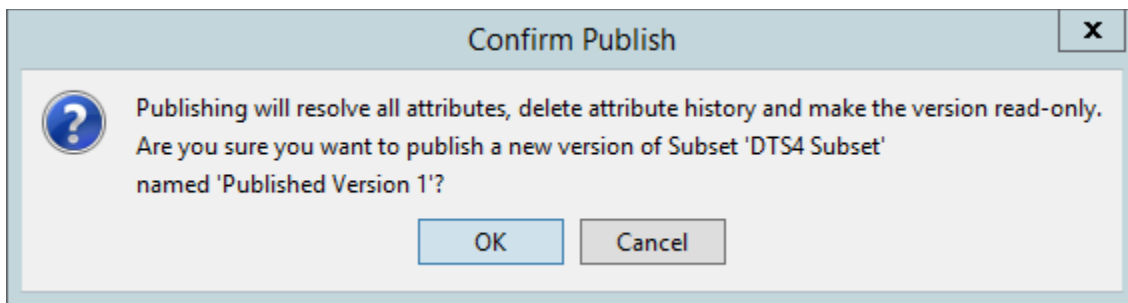 Confirm Publish
x
Publishing will resolve all attributes, delete attribute history and make the version read-only.
Are you sure you want to publish a new version of Subset 'DTS4 Subset'
named 'Published Version 1'?
OK
Cancel